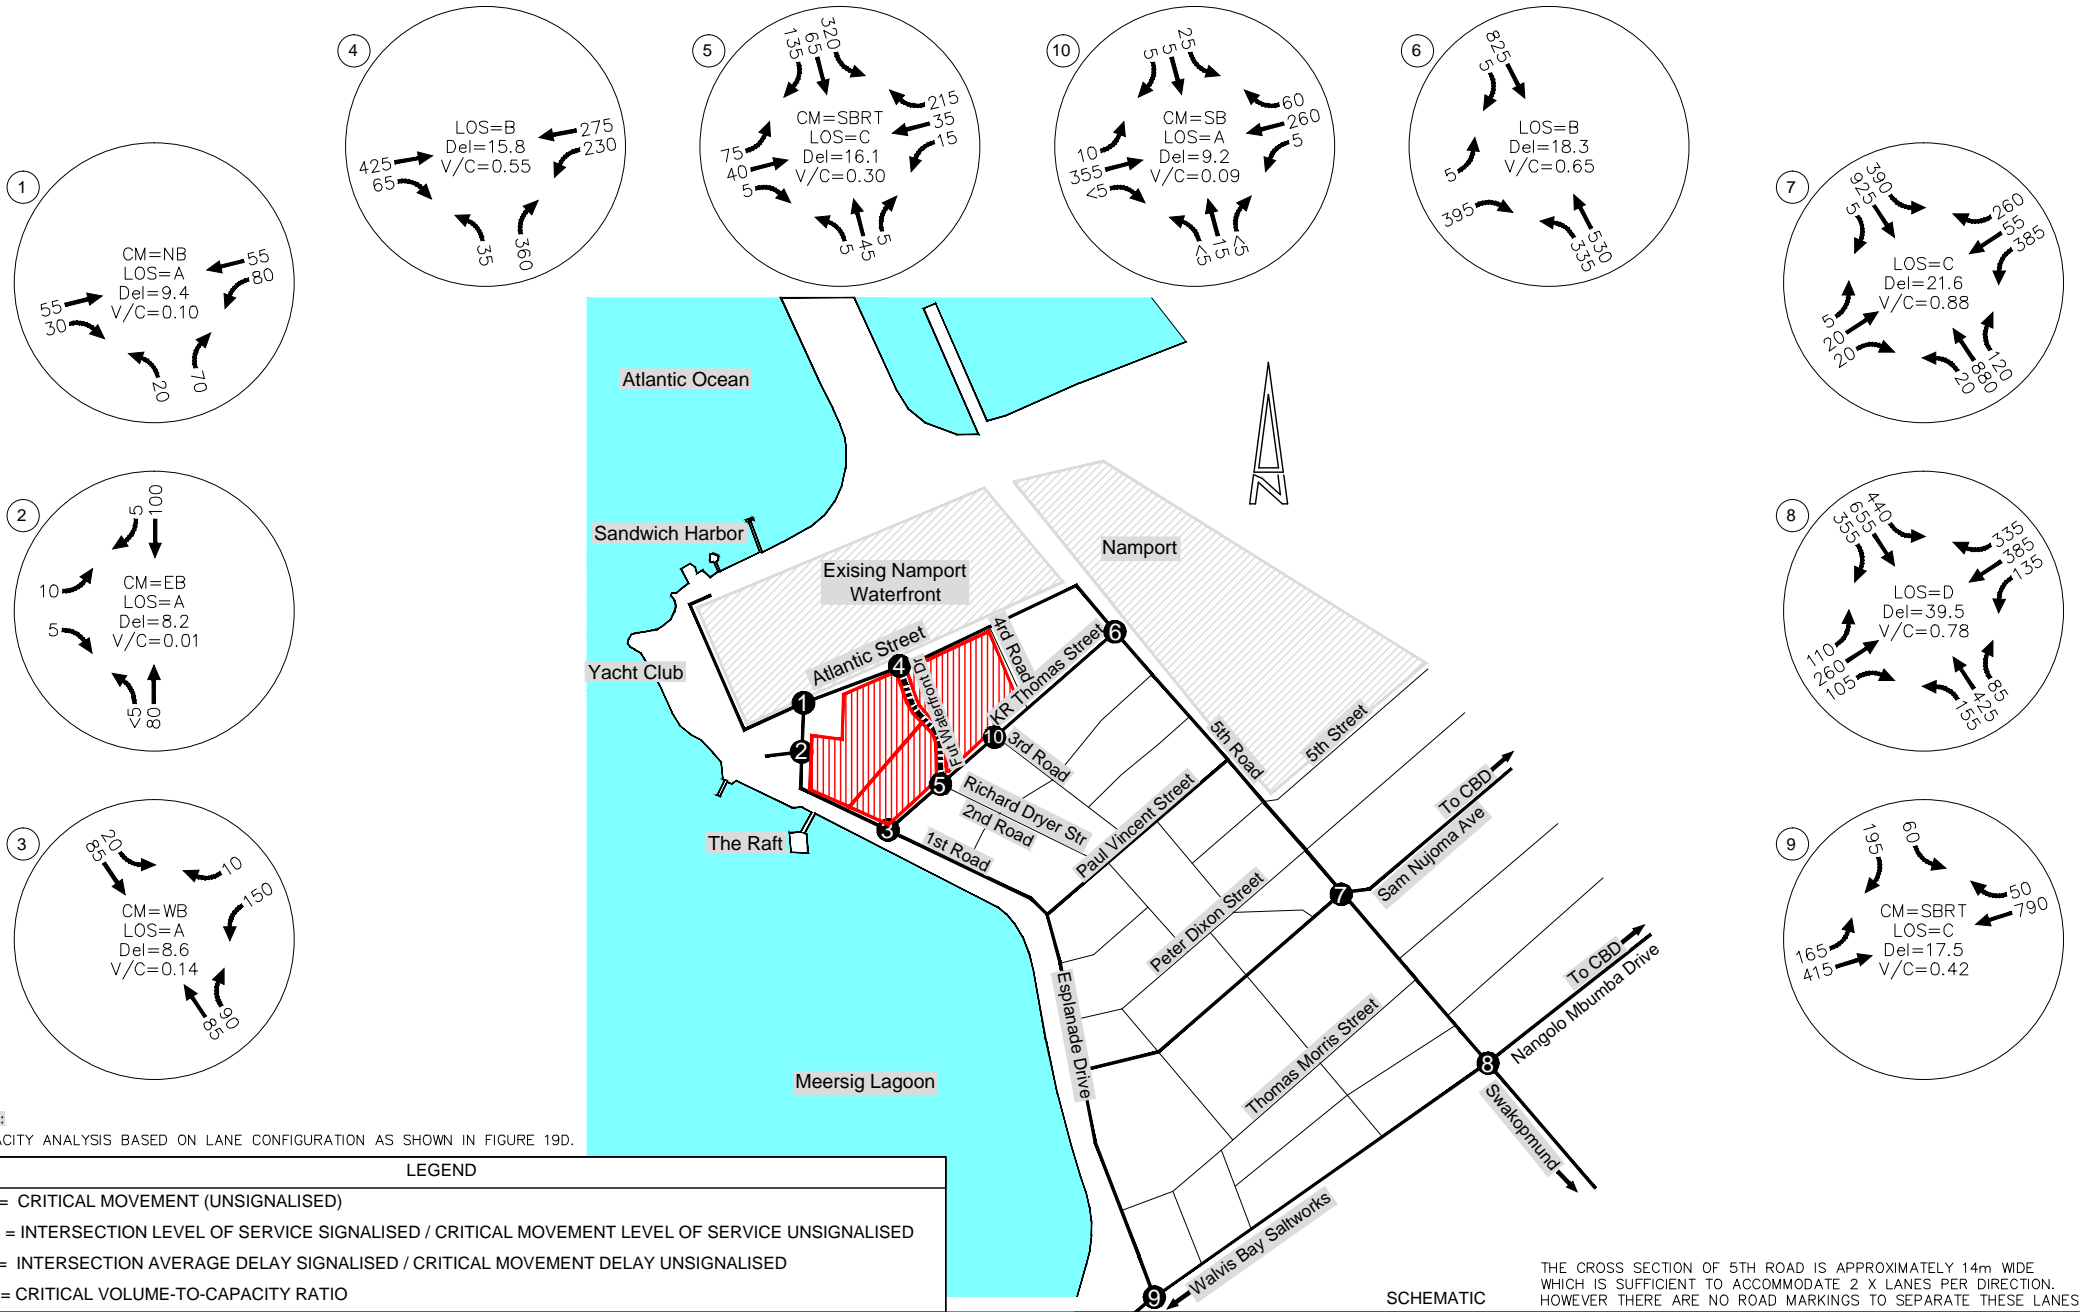 4
LOS=B
Del=15.8
V/C=0.55
275
230
425
65
35
360
5
135
65
320
CM=SBRT
LOS=C
Del=16.1
V/C=0.30
215
35
15
75
40
5
5
45
5
10
5
5
25
CM=SB
LOS=A
Del=9.2
V/C=0.09
60
260
5
10
355
<5
<5
15
<5
6
5
825
LOS=B
Del=18.3
V/C=0.65
5
395
335
530
1
CM=NB
LOS=A
Del=9.4
V/C=0.10
55
80
55
30
20
70
7
5
925
390
LOS=C
Del=21.6
V/C=0.88
260
55
385
5
20
20
20
880
120
2
5
100
CM=EB
LOS=A
Del=8.2
V/C=0.01
10
5
<5
80
8
355
655
440
LOS=D
Del=39.5
V/C=0.78
335
385
135
110
260
105
155
425
85
3
85
20
CM=WB
LOS=A
Del=8.6
V/C=0.14
10
150
85
90
9
195
60
CM=SBRT
LOS=C
Del=17.5
V/C=0.42
50
790
165
415
Atlantic Ocean
N
Sandwich Harbor
Namport
Exising Namport
Waterfront
Yacht Club
Atlantic Street
4rd Road
KR Thomas Street
Fut Waterfront Dr
1
2
3
4
5
6
10
3rd Road
5th Road
5th Street
Richard Dryer Str
2nd Road
1st Road
Paul Vincent Street
The Raft
To CBD
Sam Nujoma Ave
7
Peter Dixon Street
Esplanade Drive
To CBD
Nangolo Mbumba Drive
Thomas Morris Street
8
Swakopmund
Meersig Lagoon
Walvis Bay Saltworks
9
:
ACITY ANALYSIS BASED ON LANE CONFIGURATION AS SHOWN IN FIGURE 19D.
LEGEND
= CRITICAL MOVEMENT (UNSIGNALISED)
= INTERSECTION LEVEL OF SERVICE SIGNALISED / CRITICAL MOVEMENT LEVEL OF SERVICE UNSIGNALISED
= INTERSECTION AVERAGE DELAY SIGNALISED / CRITICAL MOVEMENT DELAY UNSIGNALISED
= CRITICAL VOLUME-TO-CAPACITY RATIO
SCHEMATIC
THE CROSS SECTION OF 5TH ROAD IS APPROXIMATELY 14m WIDE
WHICH IS SUFFICIENT TO ACCOMMODATE 2 X LANES PER DIRECTION.
HOWEVER THERE ARE NO ROAD MARKINGS TO SEPARATE THESE LANES